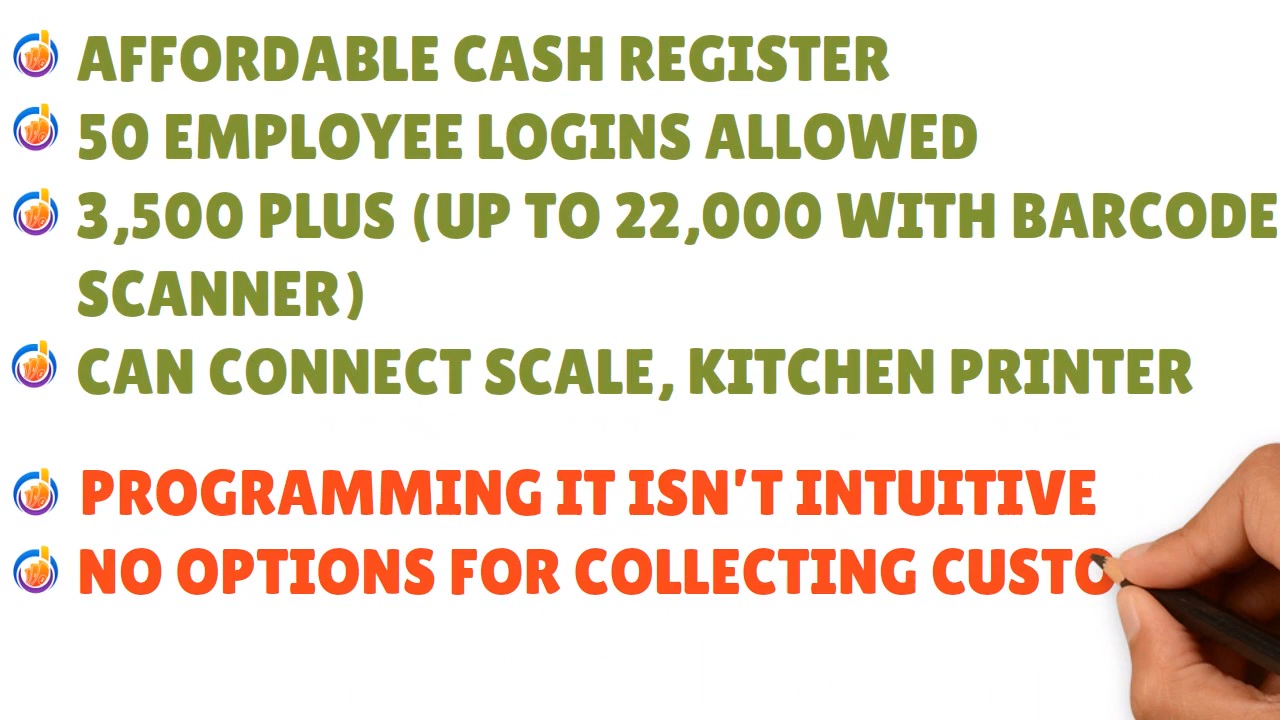 AFFORDABLE CASH REGISTER
50 EMPLOYEE LOGINS ALLOWED
3,500 PLUS (UP TO 22,000 WITH BARCODE
SCANNER)
CAN CONNECT SCALE, KITCHEN PRINTER
PROGRAMMING IT ISN'T INTUITIVE
NO OPTIONS FOR COLLECTING CUSTO